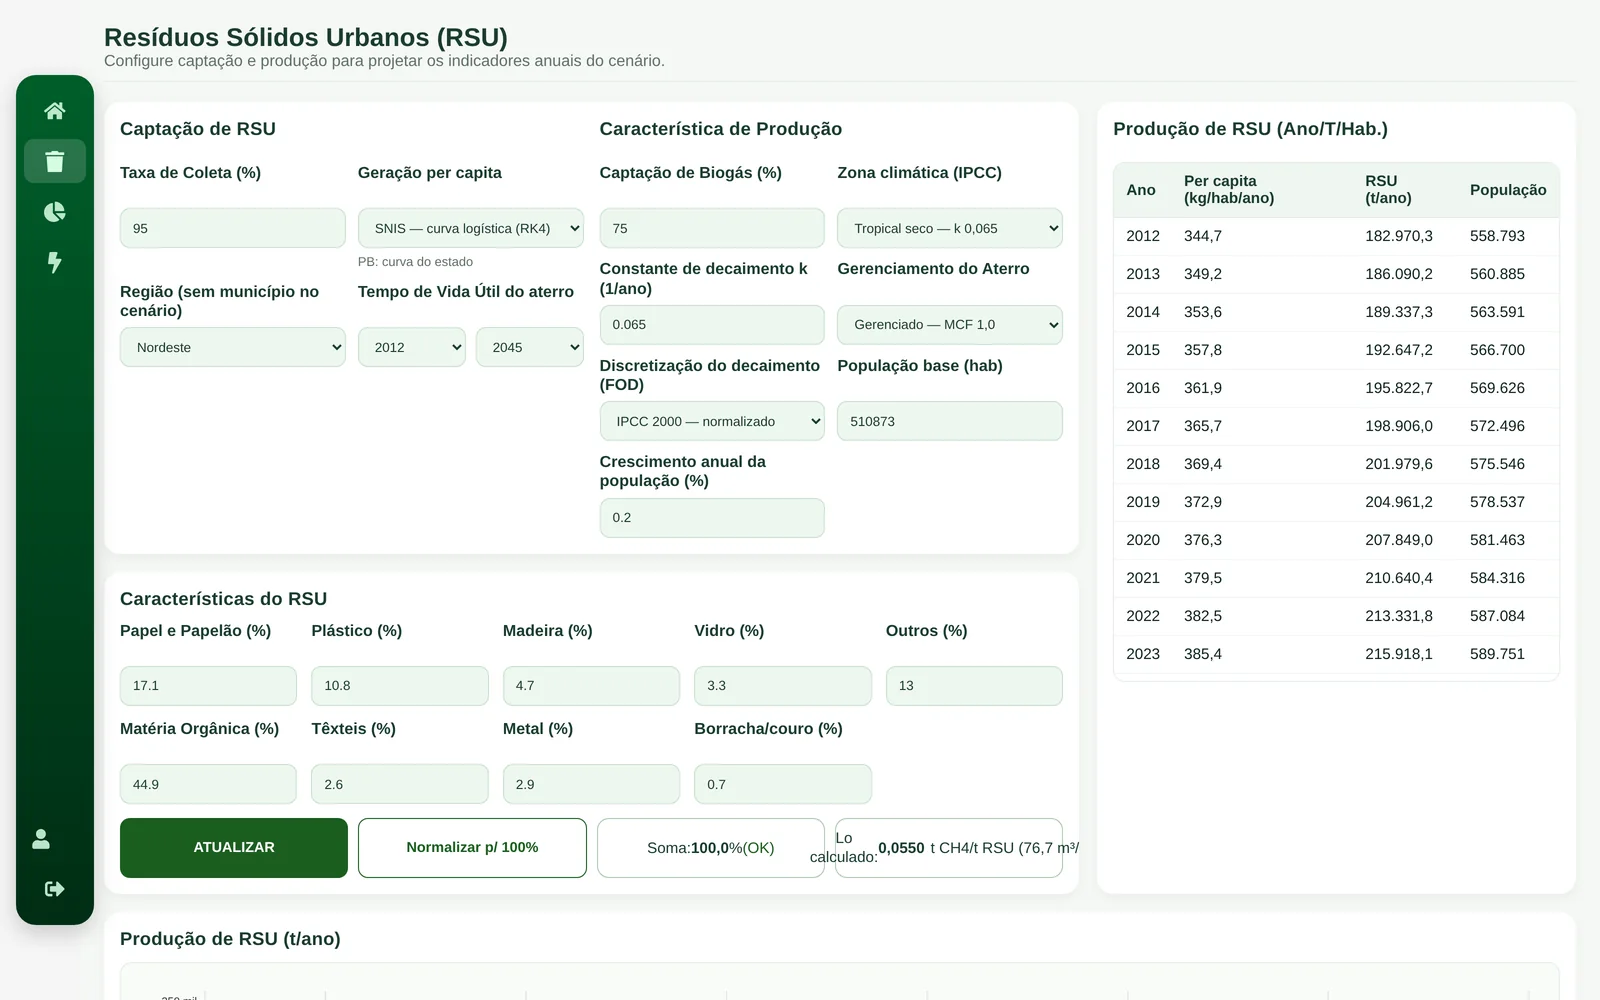 Resíduos Sólidos Urbanos (RSU)
Configure captação e produção para projetar os indicadores anuais do cenário.
Captação de RSU
Taxa de Coleta (%)
Geração per capita
95
SNIS — curva logística (RK4)
PB: curva do estado
Região (sem município no
cenário)
Tempo de Vida Útil do aterro
Nordeste
2012
2045
Característica de Produção
Captação de Biogás (%)
Zona climática (IPCC)
75
Tropical seco — k 0,065
Constante de decaimento k
(1/ano)
Gerenciamento do Aterro
0.065
Gerenciado — MCF 1,0
Discretização do decaimento
(FOD)
População base (hab)
IPCC 2000 — normalizado
510873
Crescimento anual da
população (%)
0.2
Produção de RSU (Ano/T/Hab.)
Ano Per capita (kg/hab/ano) RSU (t/ano) População
2012 344,7 182.970,3 558.793
2013 349,2 186.090,2 560.885
2014 353,6 189.337,3 563.591
2015 357,8 192.647,2 566.700
2016 361,9 195.822,7 569.626
2017 365,7 198.906,0 572.496
2018 369,4 201.979,6 575.546
2019 372,9 204.961,2 578.537
2020 376,3 207.849,0 581.463
2021 379,5 210.640,4 584.316
2022 382,5 213.331,8 587.084
2023 385,4 215.918,1 589.751
Características do RSU
Papel e Papelão (%) Plástico (%) Madeira (%) Vidro (%) Outros (%)
17.1 10.8 4.7 3.3 13
Matéria Orgânica (%) Têxteis (%) Metal (%) Borracha/couro (%)
44.9 2.6 2.9 0.7
ATUALIZAR
Normalizar p/ 100%
Soma:100,0%(OK)
Lo
calculado:0,0550 t CH4/t RSU (76,7 m³/
Produção de RSU (t/ano)